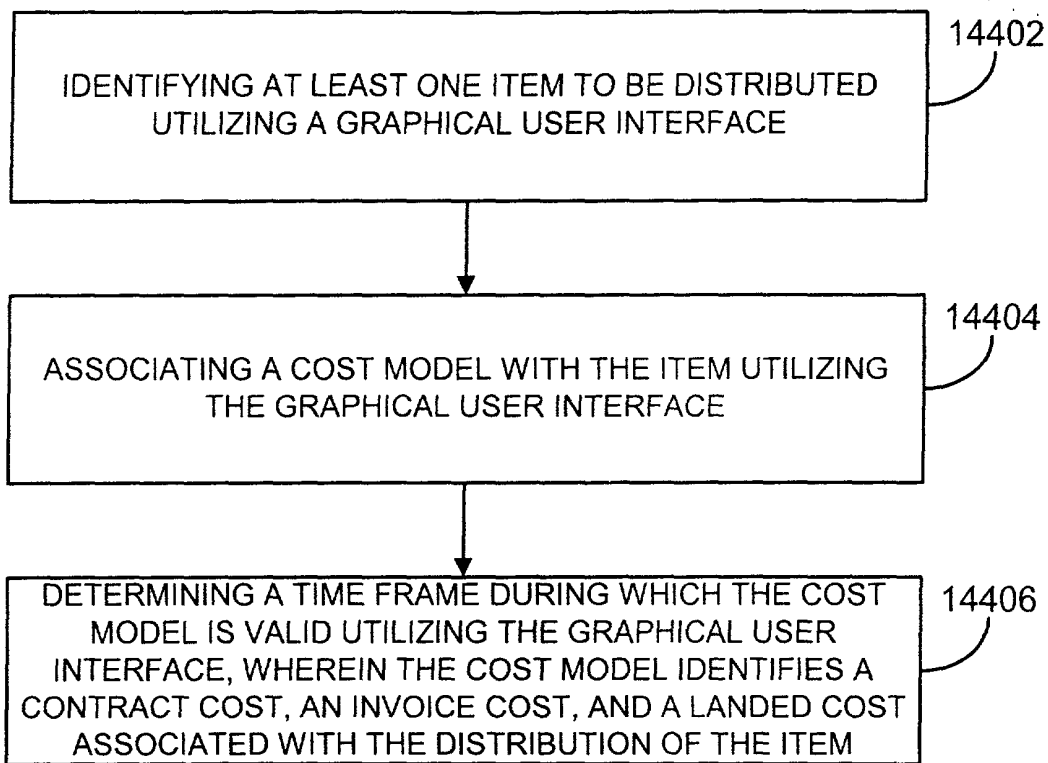 14402
IDENTIFYING AT LEAST ONE ITEM TO BE DISTRIBUTED
UTILIZING A GRAPHICAL USER INTERFACE
14404
ASSOCIATING A COST MODEL WITH THE ITEM UTILIZING
THE GRAPHICAL USER INTERFACE
14406
DETERMINING A TIME FRAME DURING WHICH THE COST
MODEL IS VALID UTILIZING THE GRAPHICAL USER
INTERFACE, WHEREIN THE COST MODEL IDENTIFIES A
CONTRACT COST, AN INVOICE COST, AND A LANDED COST
ASSOCIATED WITH THE DISTRIBUTION OF THE ITEM